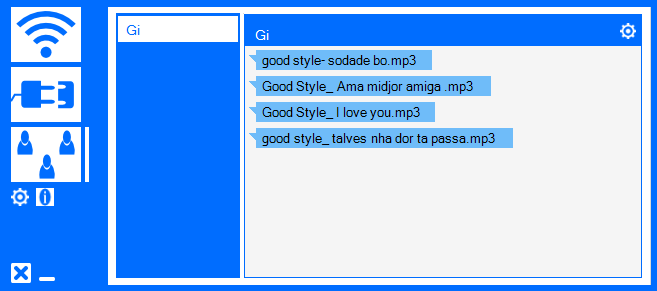 Gi
Gi
good style- sodade bo.mp3
Good Style_ Ama midjor amiga .mp3
Good Style_ I love you.mp3
good style_ talves nha dor ta passa.mp3